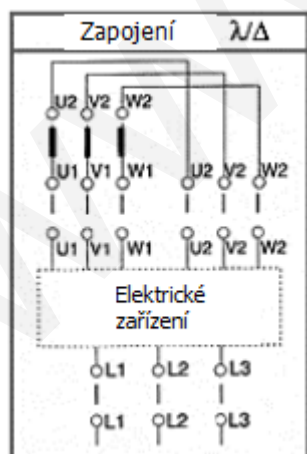 Zapojení λ/Δ
U2 V2 W2
U1 V1 W1 U2 V2 W2
U1 V1 W1 U2 V2 W2
Elektrické
zařízení
L1 L2 L3
L1 L2 L3